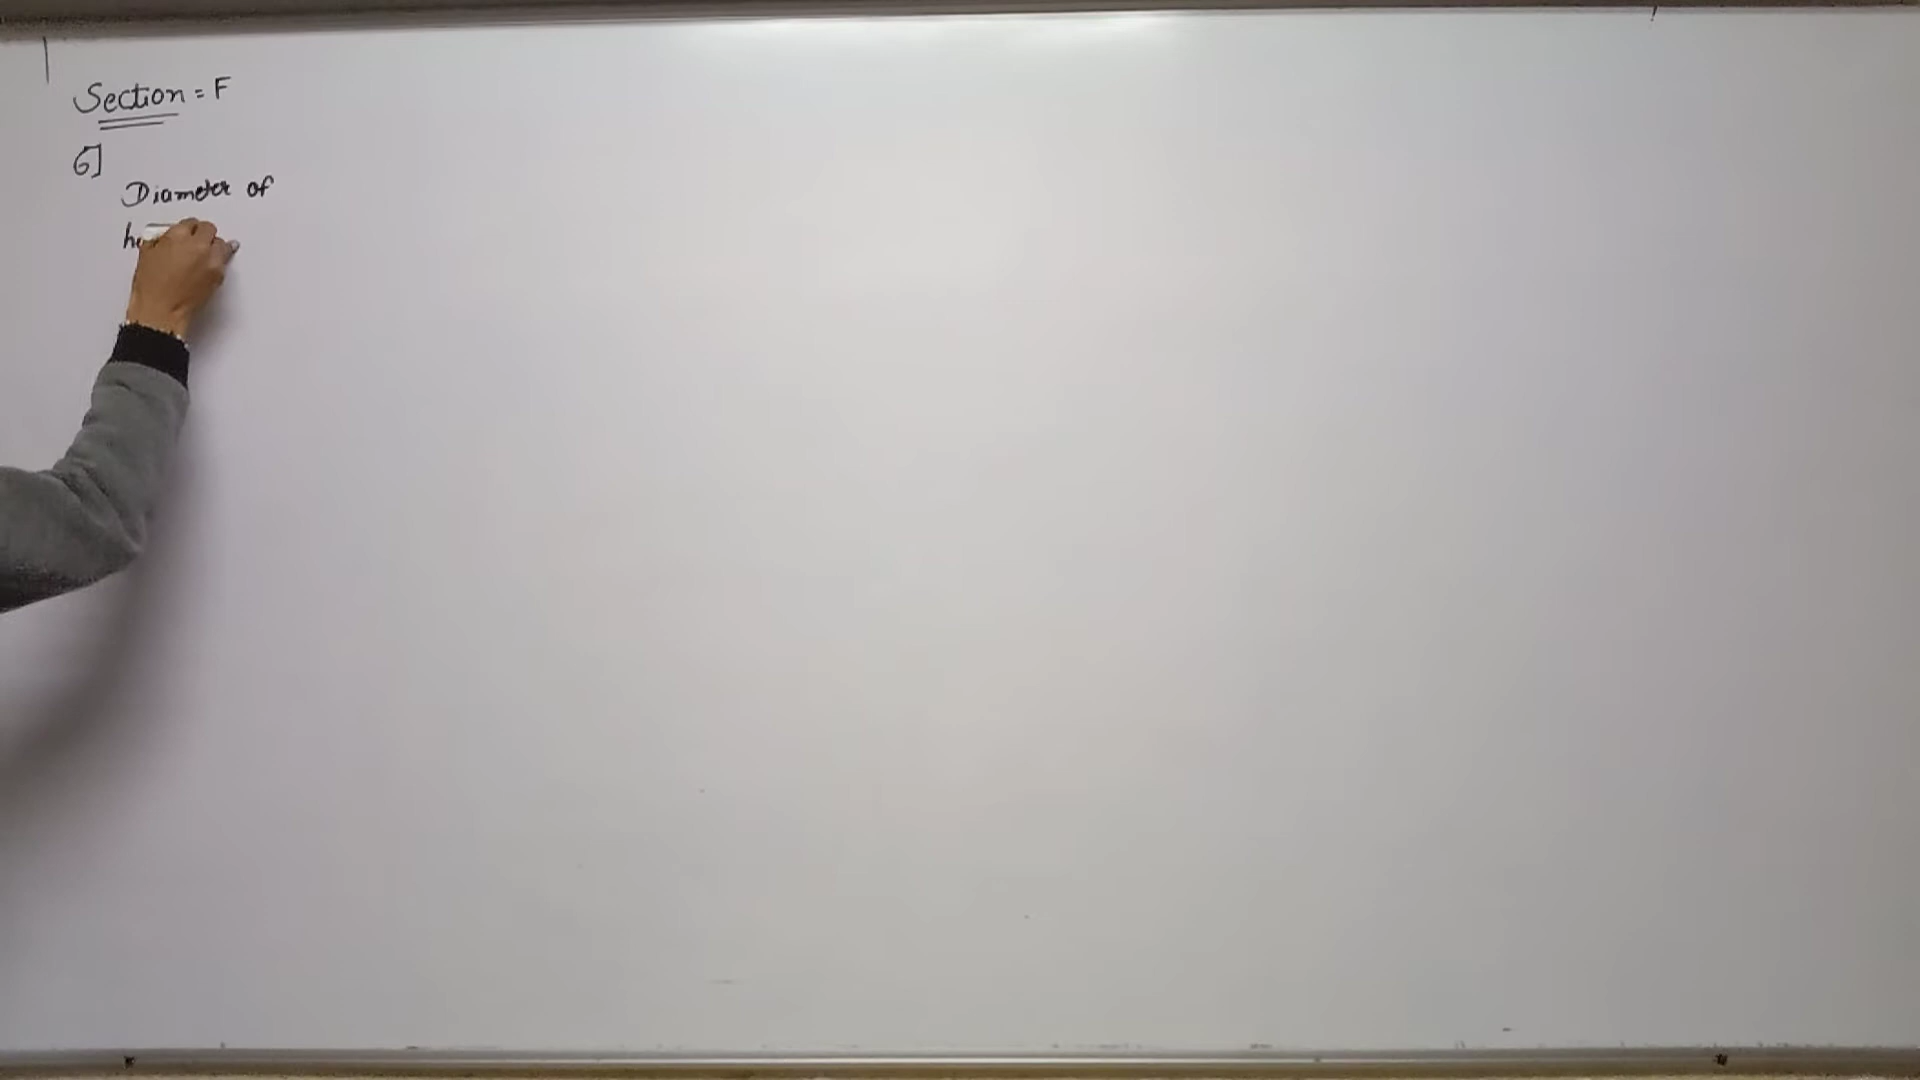 Section = F
6]
Diameter of